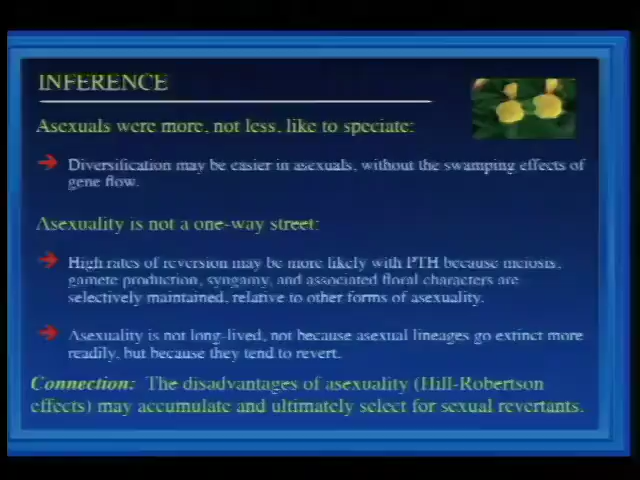 INFERENCE
Asexuals were more, not less, like to speciate:
Diversification may be easier in asexuals, without the swamping effects of
gene flow.
Asexuality is not a one-way street:
High rates of reversion may be more likely with PTH because meiosis,
gamete production, syngamy, and associated floral characters are
selectively maintained, relative to other forms of asexuality.
Asexuality is not long-lived, not because asexual lineages go extinct more
readily, but because they tend to revert.
Connection: The disadvantages of asexuality (Hill-Robertson
effects) may accumulate and ultimately select for sexual revertants.